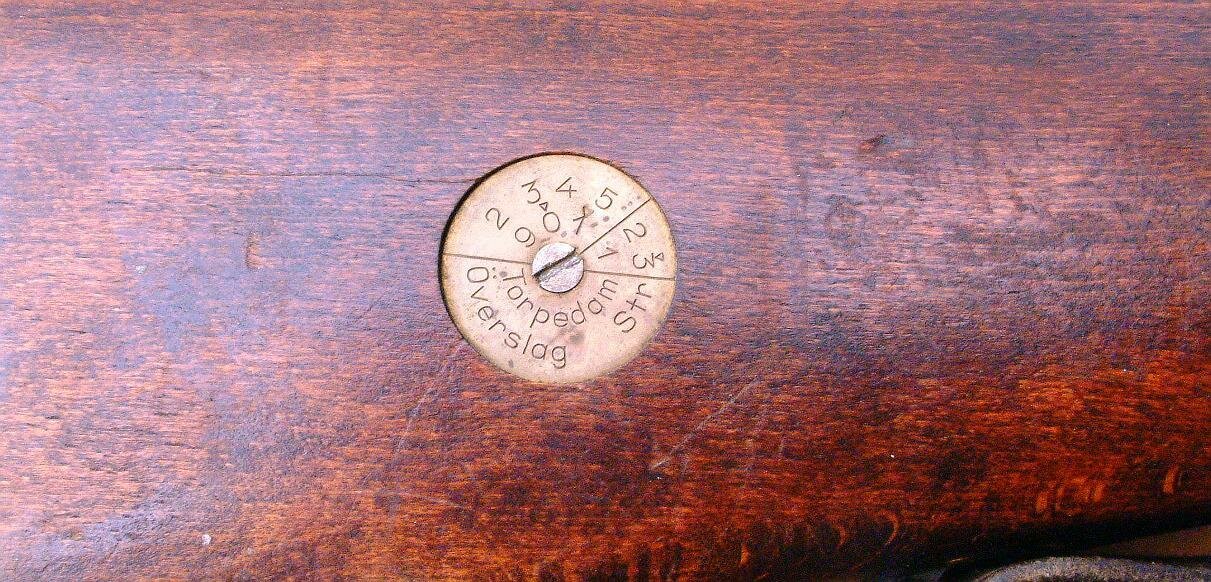 2 3 4 5
9 0 1
2 3
1
Torpedam
Överslag
Str